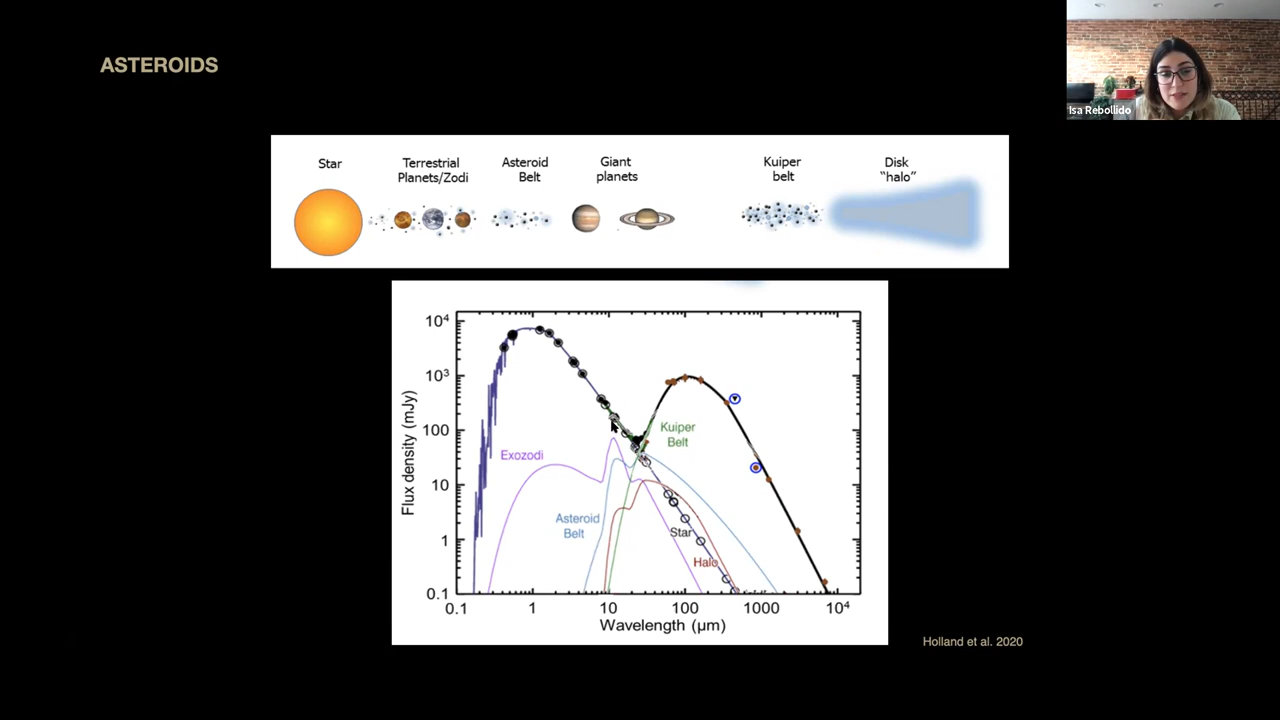 ASTEROIDS
Isa Rebollido
Star
Terrestrial
Planets/Zodi
Asteroid
Belt
Giant
planets
Kuiper
belt
Disk
“halo”
10⁴
10³
100
10
1
0.1
Flux density (mJy)
Exozodi
Kuiper
Belt
Asteroid
Belt
Star
Halo
0.1 1 10 100 1000 10⁴
Wavelength (µm)
Holland et al. 2020